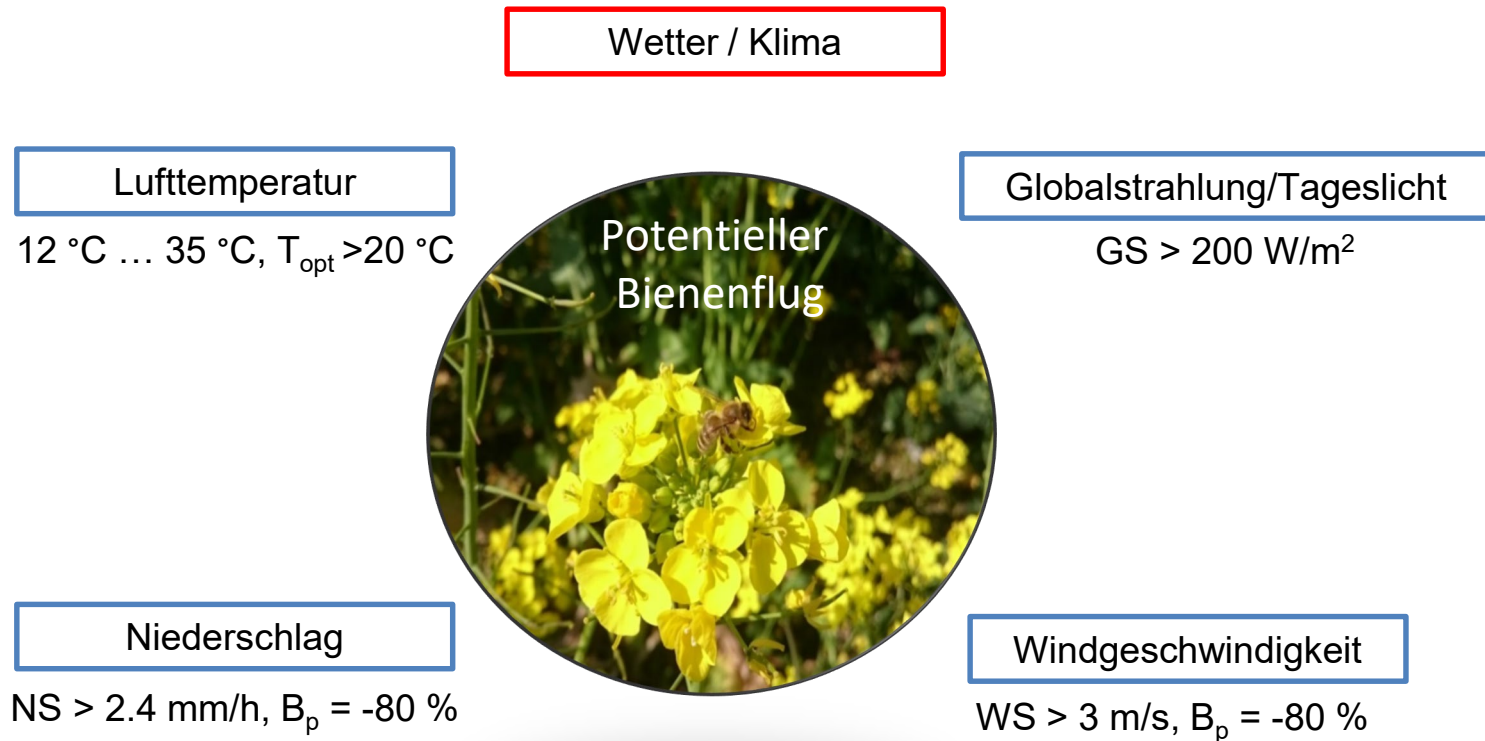 Wetter / Klima
Lufttemperatur
12 °C … 35 °C, Topt >20 °C
Globalstrahlung/Tageslicht
GS > 200 W/m²
Potentieller
Bienenflug
Niederschlag
NS > 2.4 mm/h, Bp = -80 %
Windgeschwindigkeit
WS > 3 m/s, Bp = -80 %